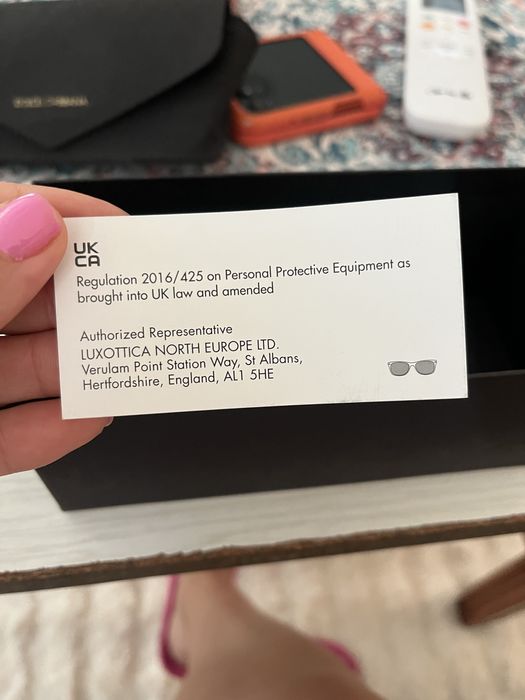 DOLCE & GABBANA
UK
CA
Regulation 2016/425 on Personal Protective Equipment as
brought into UK law and amended
Authorized Representative
LUXOTTICA NORTH EUROPE LTD.
Verulam Point Station Way, St Albans,
Hertfordshire, England, AL1 5HE